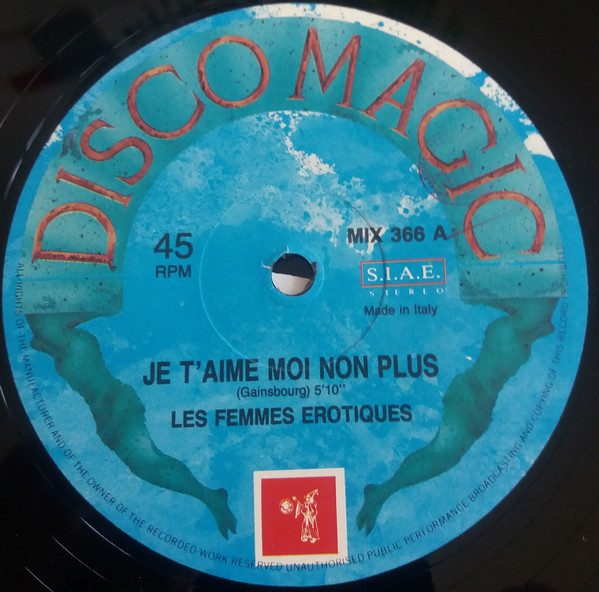 DISCO MAGIC
45
RPM
MIX 366 A
S.I.A.E.
STEREO
Made in Italy
JE T'AIME MOI NON PLUS
(Gainsbourg) 5'10''
LES FEMMES EROTIQUES
ALL RIGHTS OF THE MANUFACTURER AND OF THE OWNER OF THE RECORDED WORK RESERVED UNAUTHORISED PUBLIC PERFORMANCE BROADCASTING AND COPYING OF THIS RECORD PROHIBITED